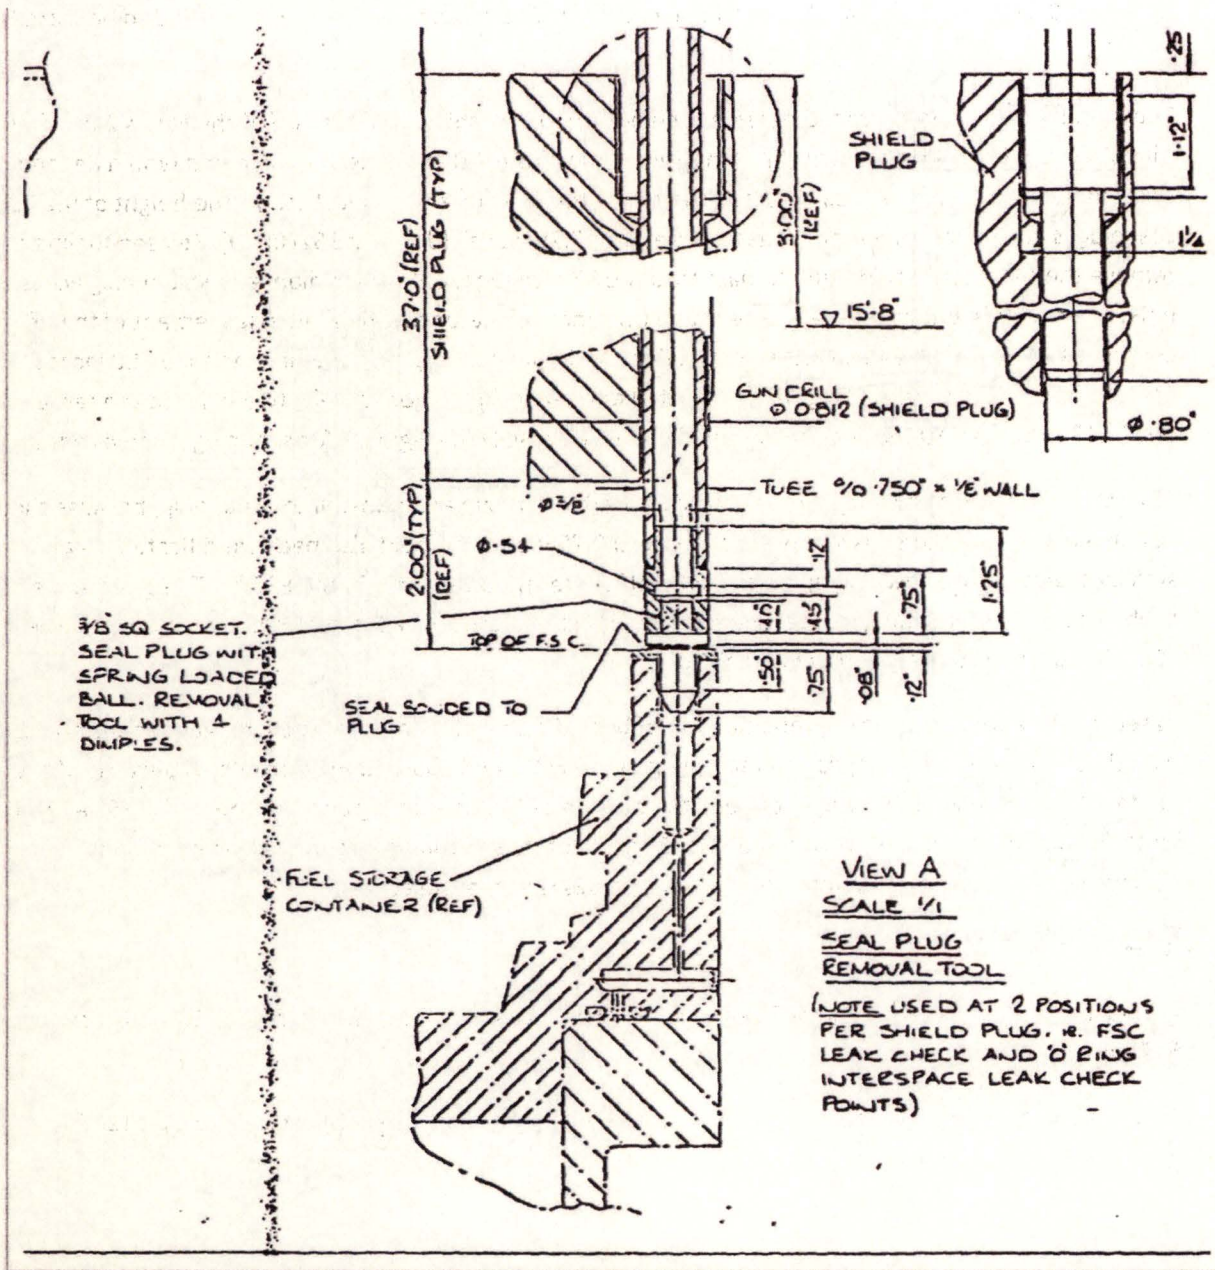 .25
1·12"
1¼
SHIELD
PLUG
37·0" (REF)
SHIELD PLUG (TYP)
3·00"
(REF)
15'-8"
GUN DRILL
Ø 0·812 (SHIELD PLUG)
Ø ·80"
TUBE O/D ·750" × ⅛" WALL
2·00" (TYP)
(REF)
Ø·54
·12"
·45"
·75"
1·25"
⅜" SQ SOCKET.
SEAL PLUG WITH
SPRING LOADED
BALL. REMOVAL
TOOL WITH 4
DIMPLES.
TOP OF F.S.C.
·50
·75"
·08"
·12"
SEAL BONDED TO
PLUG
FUEL STORAGE
CONTAINER (REF)
VIEW A
SCALE 1/1
SEAL PLUG
REMOVAL TOOL
(NOTE USED AT 2 POSITIONS
PER SHIELD PLUG. ie. FSC
LEAK CHECK AND 'O' RING
INTERSPACE LEAK CHECK
POINTS)